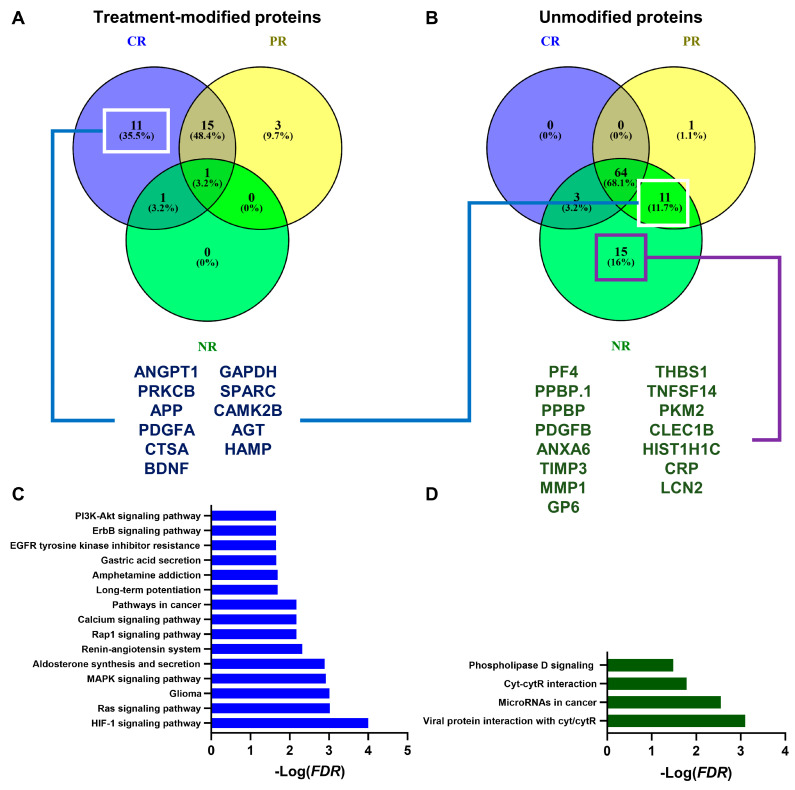 A
Treatment-modified proteins
CR
PR
11
(35.5%)
15
(48.4%)
3
(9.7%)
1
(3.2%)
1
(3.2%)
0
(0%)
0
(0%)
NR
B
Unmodified proteins
CR
PR
0
(0%)
0
(0%)
1
(1.1%)
64
(68.1%)
3
(3.2%)
11
(11.7%)
15
(16%)
NR
ANGPT1
PRKCB
APP
PDGFA
CTSA
BDNF
GAPDH
SPARC
CAMK2B
AGT
HAMP
PF4
PPBP.1
PPBP
PDGFB
ANXA6
TIMP3
MMP1
GP6
THBS1
TNFSF14
PKM2
CLEC1B
HIST1H1C
CRP
LCN2
C
PI3K-Akt signaling pathway
ErbB signaling pathway
EGFR tyrosine kinase inhibitor resistance
Gastric acid secretion
Amphetamine addiction
Long-term potentiation
Pathways in cancer
Calcium signaling pathway
Rap1 signaling pathway
Renin-angiotensin system
Aldosterone synthesis and secretion
MAPK signaling pathway
Glioma
Ras signaling pathway
HIF-1 signaling pathway
0 1 2 3 4 5
-Log(FDR)
D
Phospholipase D signaling
Cyt-cytR interaction
MicroRNAs in cancer
Viral protein interaction with cyt/cytR
0 1 2 3 4
-Log(FDR)